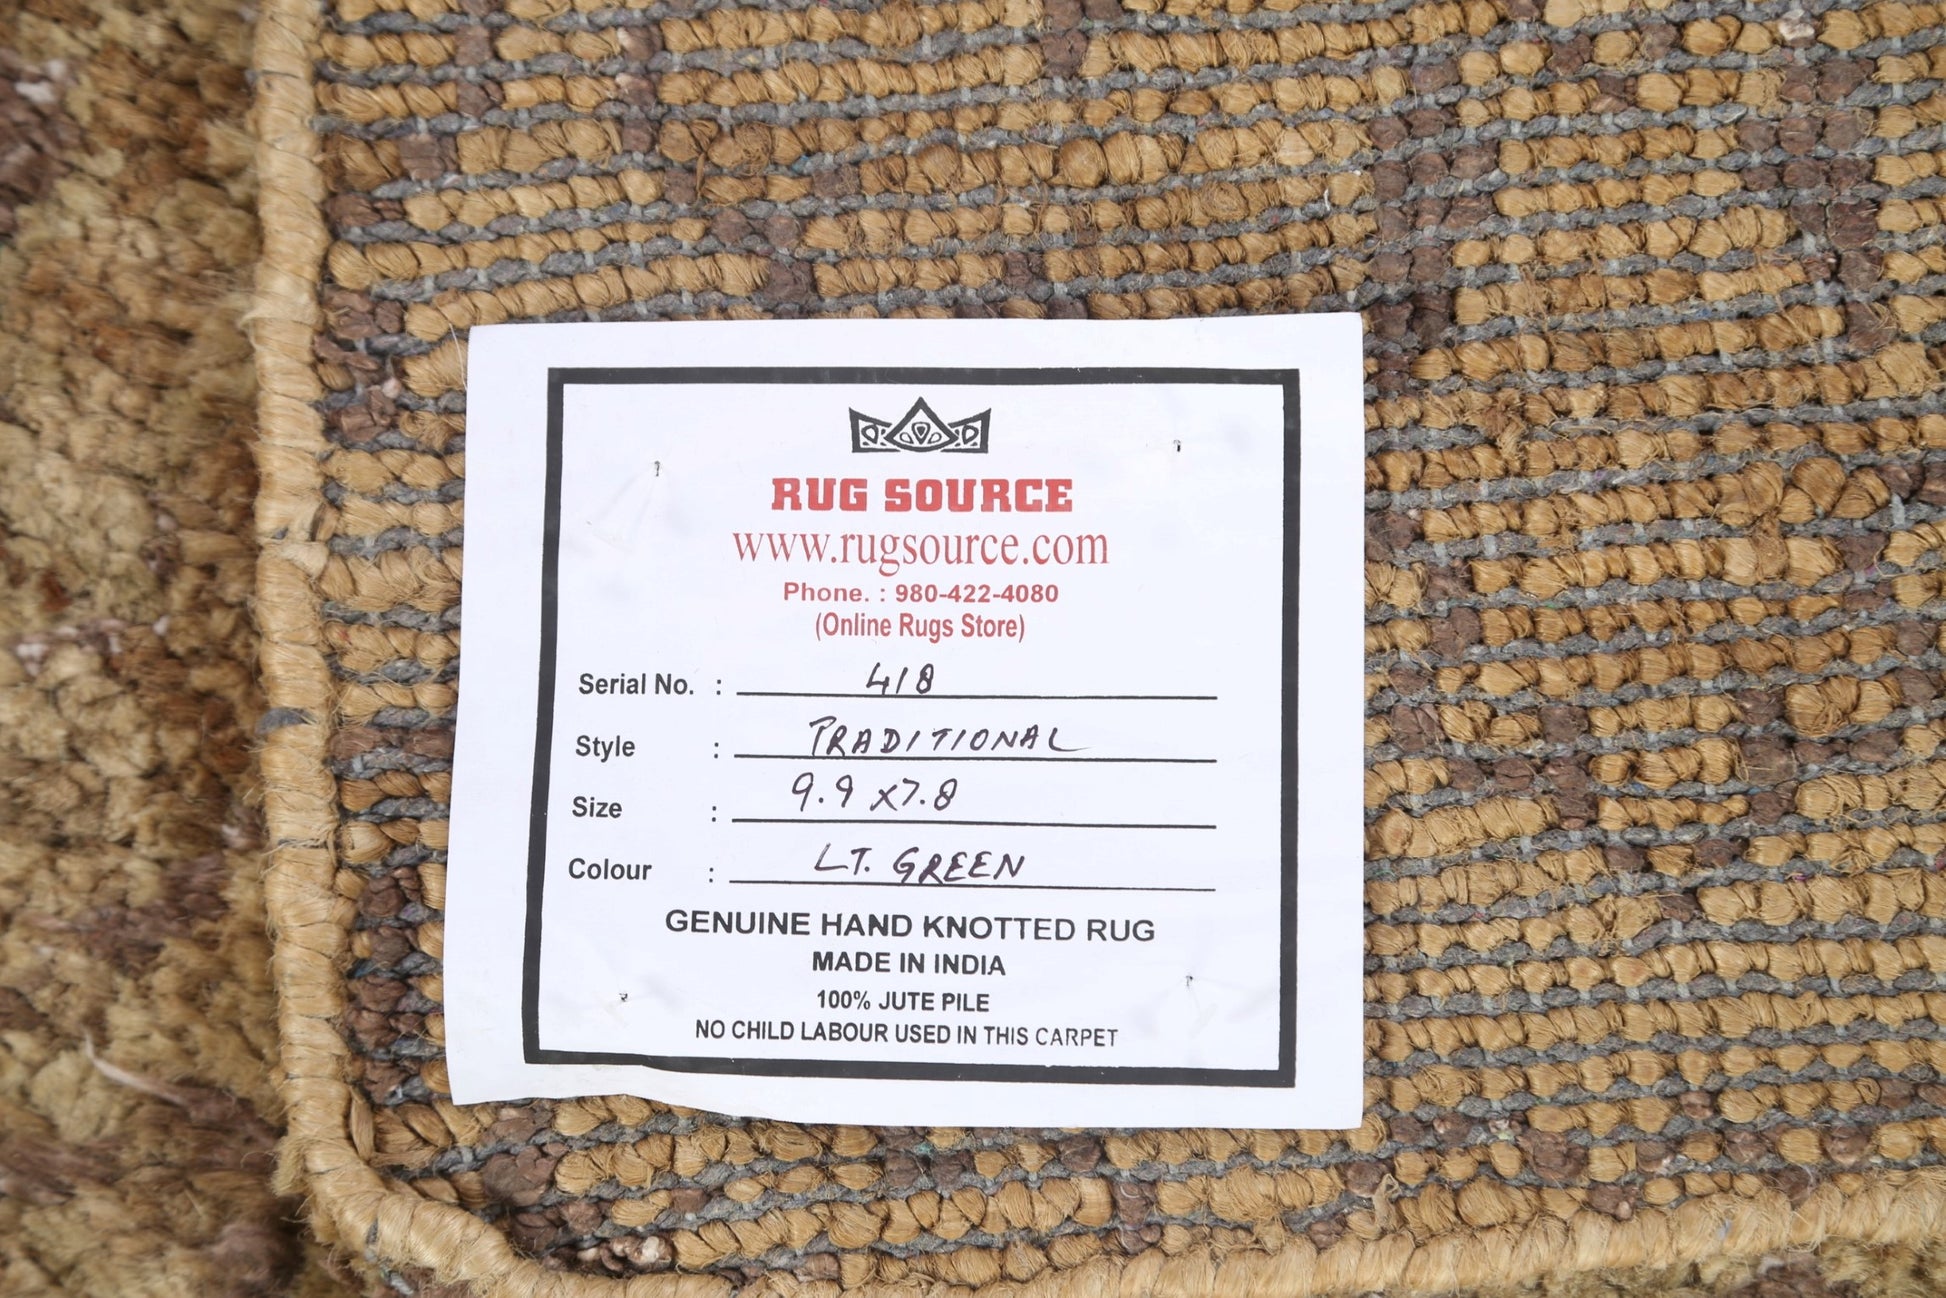 RUG SOURCE
www.rugsource.com
Phone. : 980-422-4080
(Online Rugs Store)
Serial No. : 418
Style : TRADITIONAL
Size : 9.9 x7.8
Colour : LT. GREEN
GENUINE HAND KNOTTED RUG
MADE IN INDIA
100% JUTE PILE
NO CHILD LABOUR USED IN THIS CARPET